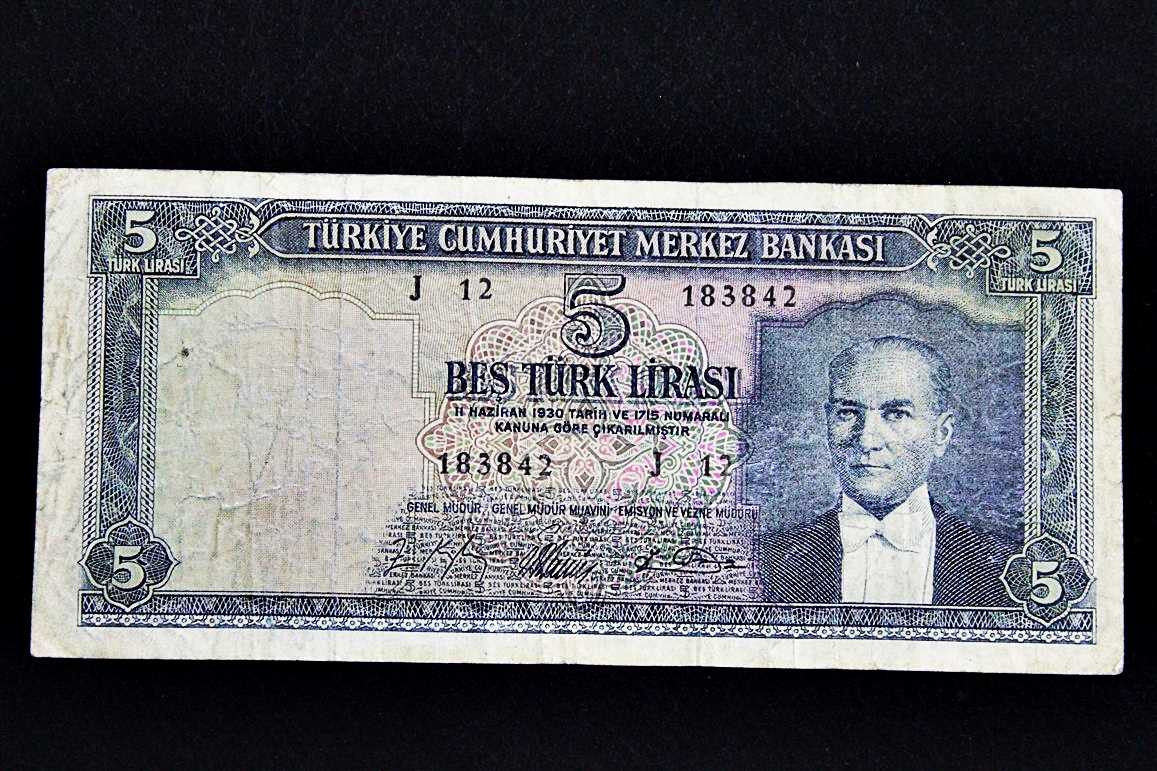 5
TÜRKİYE CUMHURİYET MERKEZ BANKASI
5
TÜRK LİRASI
TÜRK LİRASI
J 12
5
183842
BEŞ TÜRK LİRASI
11 HAZİRAN 1930 TARİH VE 1715 NUMARALI
KANUNA GÖRE ÇIKARILMIŞTIR
183842
J 12
GENEL MÜDÜR
GENEL MÜDÜR MUAVİNİ
EMİSYON VE VEZNE MÜDÜRÜ
5
5